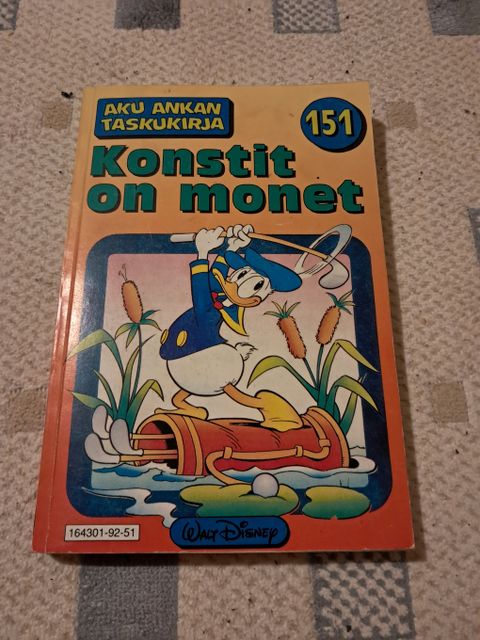 AKU ANKAN
TASKUKIRJA
151
Konstit
on monet
164301-92-51
WALT DISNEY